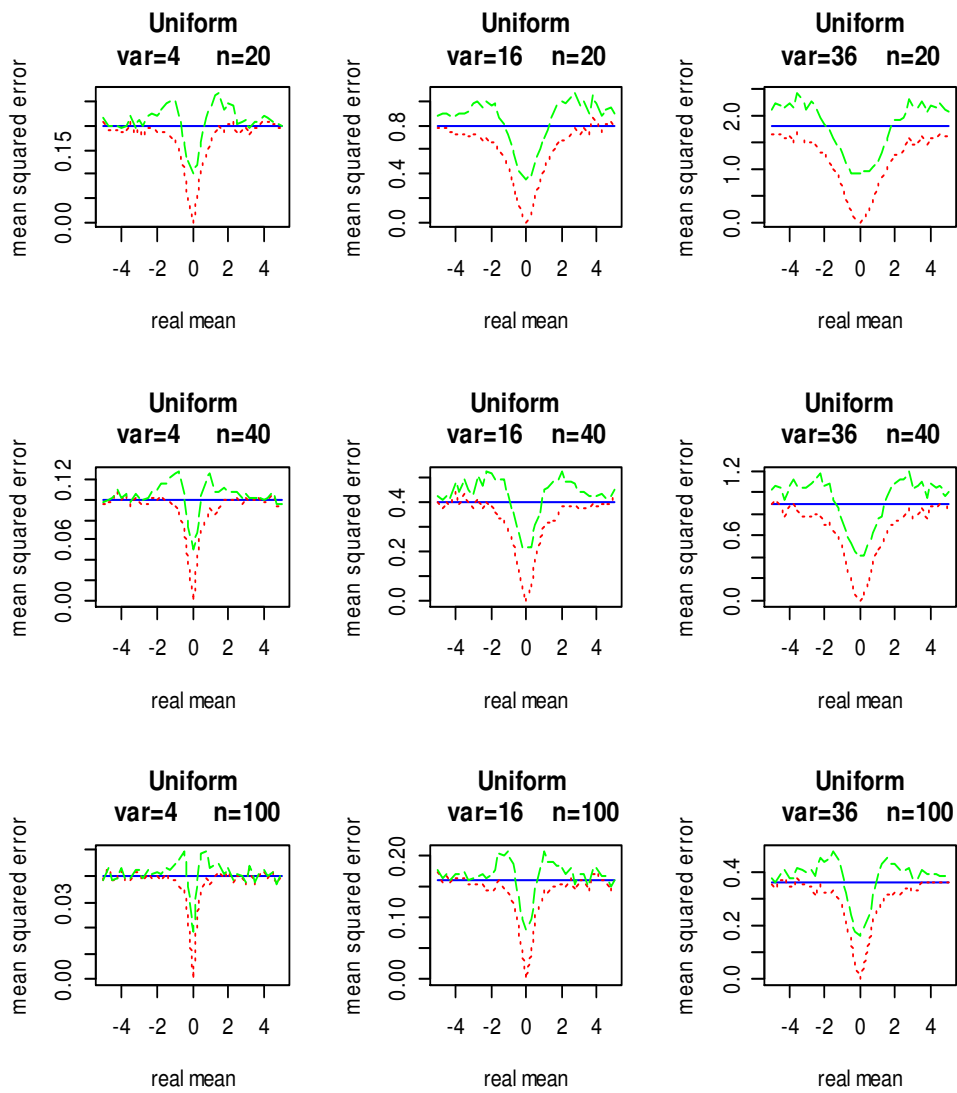 Uniform
var=4 n=20
mean squared error
0.00 0.15
-4 -2 0 2 4
real mean
Uniform
var=16 n=20
mean squared error
0.0 0.4 0.8
-4 -2 0 2 4
real mean
Uniform
var=36 n=20
mean squared error
0.0 1.0 2.0
-4 -2 0 2 4
real mean
Uniform
var=4 n=40
mean squared error
0.00 0.06 0.12
-4 -2 0 2 4
real mean
Uniform
var=16 n=40
mean squared error
0.0 0.2 0.4
-4 -2 0 2 4
real mean
Uniform
var=36 n=40
mean squared error
0.0 0.6 1.2
-4 -2 0 2 4
real mean
Uniform
var=4 n=100
mean squared error
0.00 0.03
-4 -2 0 2 4
real mean
Uniform
var=16 n=100
mean squared error
0.00 0.10 0.20
-4 -2 0 2 4
real mean
Uniform
var=36 n=100
mean squared error
0.0 0.2 0.4
-4 -2 0 2 4
real mean